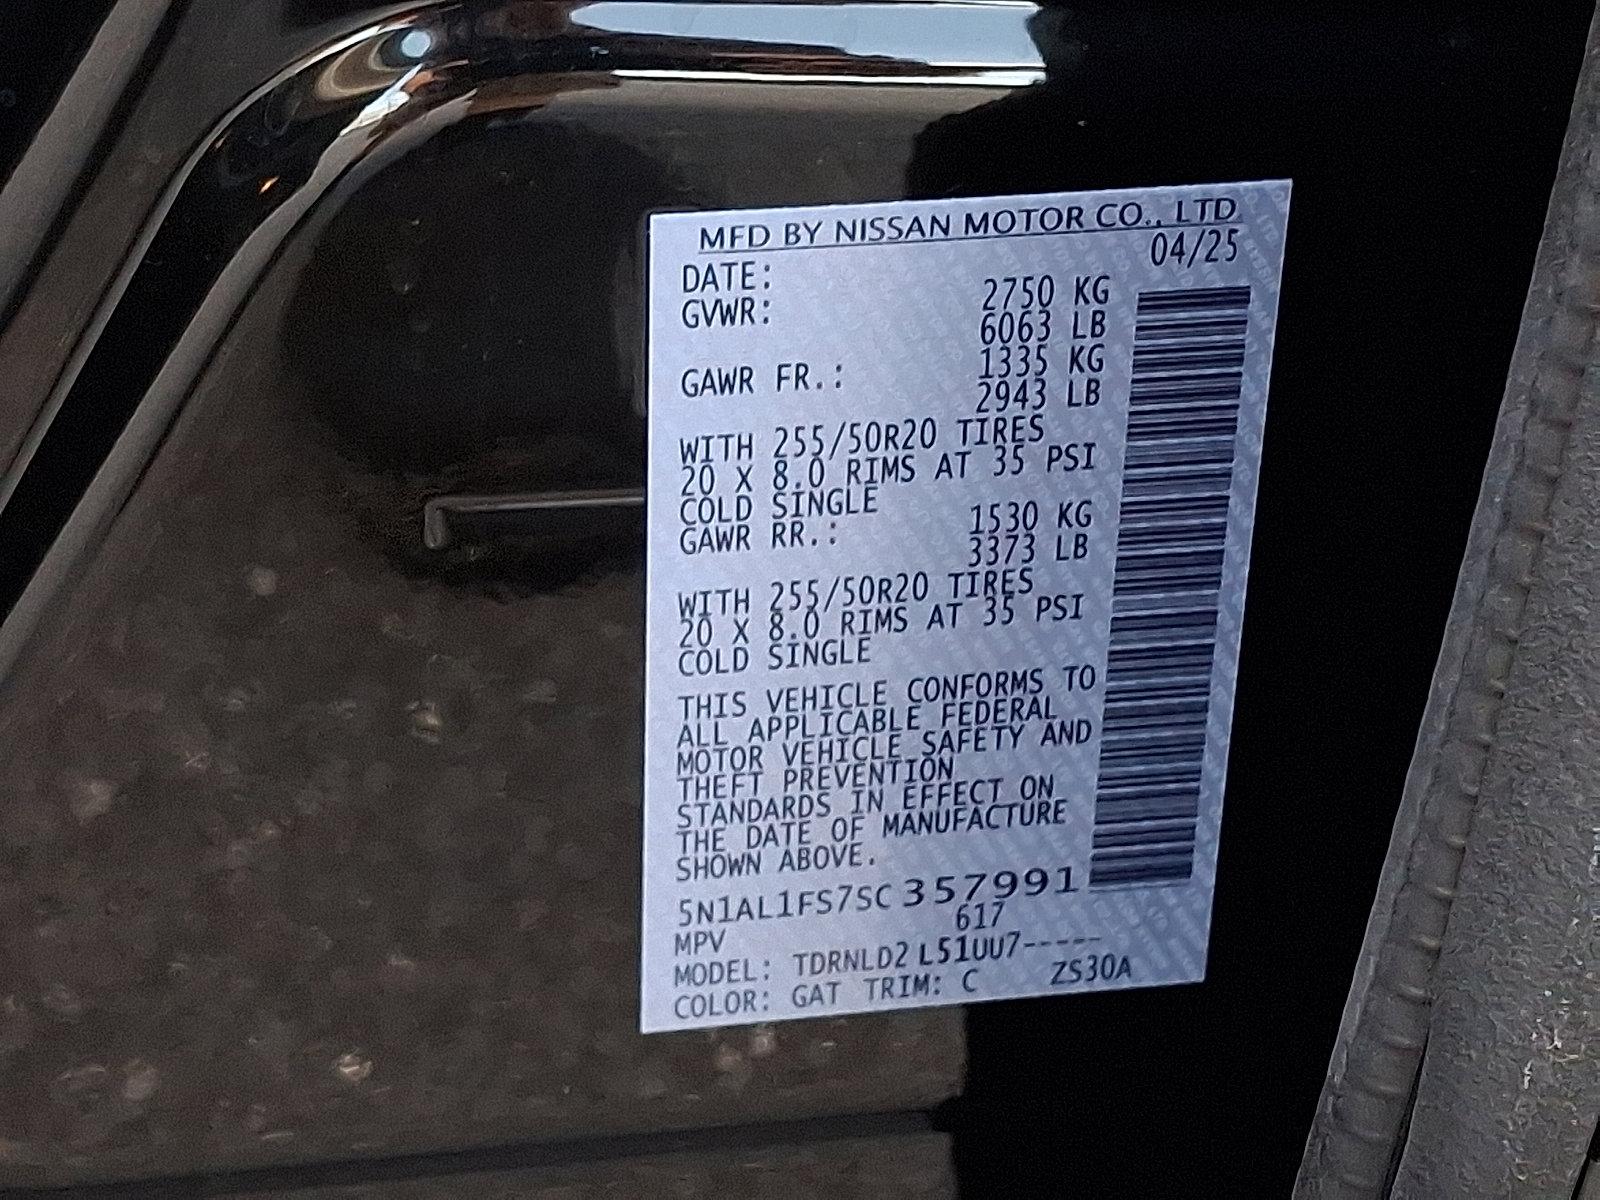 MFD BY NISSAN MOTOR CO., LTD
DATE: 04/25
GVWR: 2750 KG
6063 LB
GAWR FR.: 1335 KG
2943 LB
WITH 255/50R20 TIRES
20 X 8.0 RIMS AT 35 PSI
COLD SINGLE
GAWR RR.: 1530 KG
3373 LB
WITH 255/50R20 TIRES
20 X 8.0 RIMS AT 35 PSI
COLD SINGLE
THIS VEHICLE CONFORMS TO
ALL APPLICABLE FEDERAL
MOTOR VEHICLE SAFETY AND
THEFT PREVENTION
STANDARDS IN EFFECT ON
THE DATE OF MANUFACTURE
SHOWN ABOVE.
5N1AL1FS7SC357991
MPV 617
MODEL: TDRNLD2 L51UU7-----
COLOR: GAT TRIM: C ZS30A